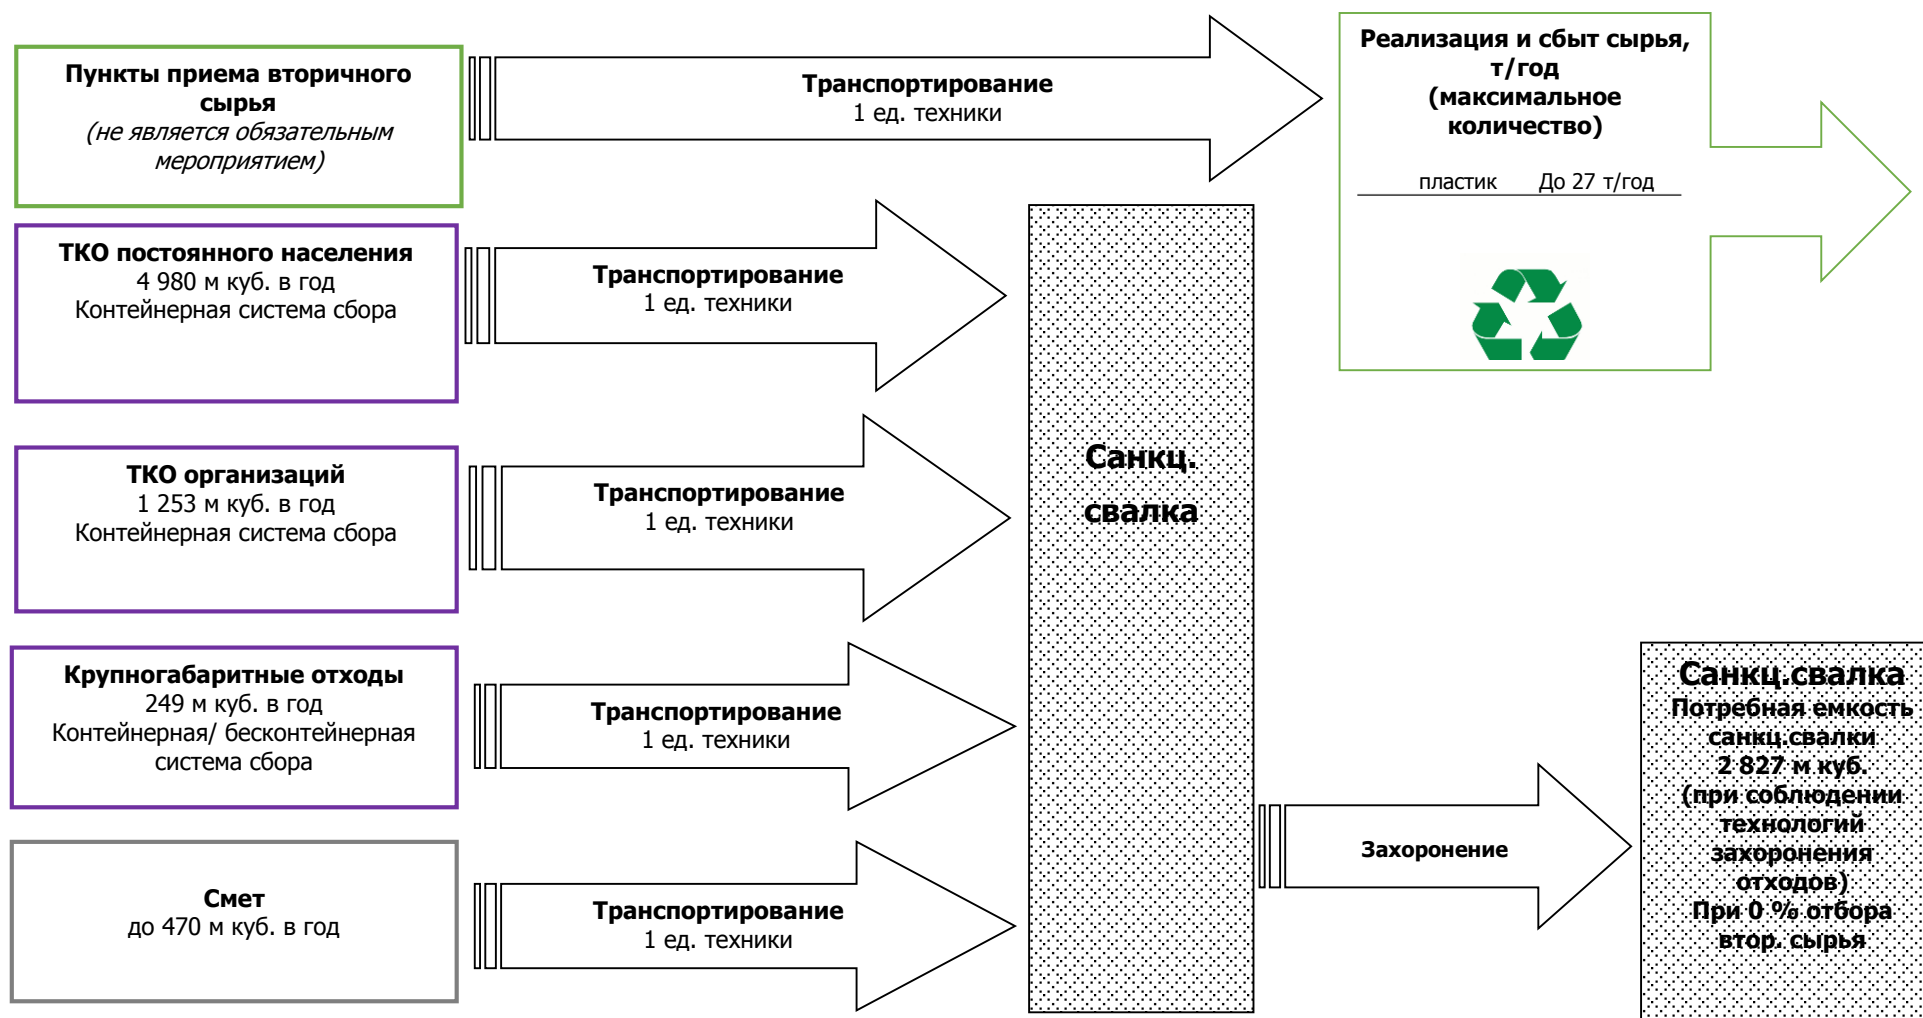 Пункты приема вторичного
сырья
(не является обязательным
мероприятием)
Транспортирование
1 ед. техники
Реализация и сбыт сырья,
т/год
(максимальное
количество)
пластик До 27 т/год
ТКО постоянного населения
4 980 м куб. в год
Контейнерная система сбора
Транспортирование
1 ед. техники
ТКО организаций
1 253 м куб. в год
Контейнерная система сбора
Транспортирование
1 ед. техники
Санкц.
свалка
Крупногабаритные отходы
249 м куб. в год
Контейнерная/ бесконтейнерная
система сбора
Транспортирование
1 ед. техники
Смет
до 470 м куб. в год
Транспортирование
1 ед. техники
Захоронение
Санкц.свалка
Потребная емкость
санкц.свалки
2 827 м куб.
(при соблюдении
технологий
захоронения
отходов)
При 0 % отбора
втор. сырья